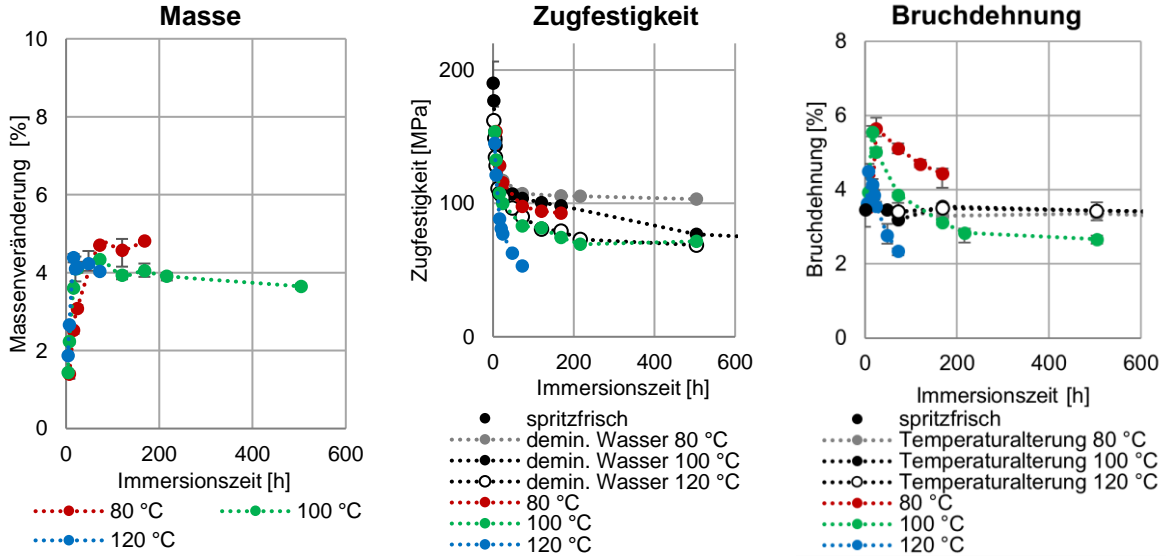 Masse
Massenveränderung [%]
10
8
6
4
2
0
0 200 400 600
Immersionszeit [h]
80 °C
100 °C
120 °C
Zugfestigkeit
Zugfestigkeit [MPa]
200
100
0
0 200 400 600
Immersionszeit [h]
spritzfrisch
demin. Wasser 80 °C
demin. Wasser 100 °C
demin. Wasser 120 °C
80 °C
100 °C
120 °C
Bruchdehnung
Bruchdehnung [%]
8
6
4
2
0
0 200 400 600
Immersionszeit [h]
spritzfrisch
Temperaturalterung 80 °C
Temperaturalterung 100 °C
Temperaturalterung 120 °C
80 °C
100 °C
120 °C